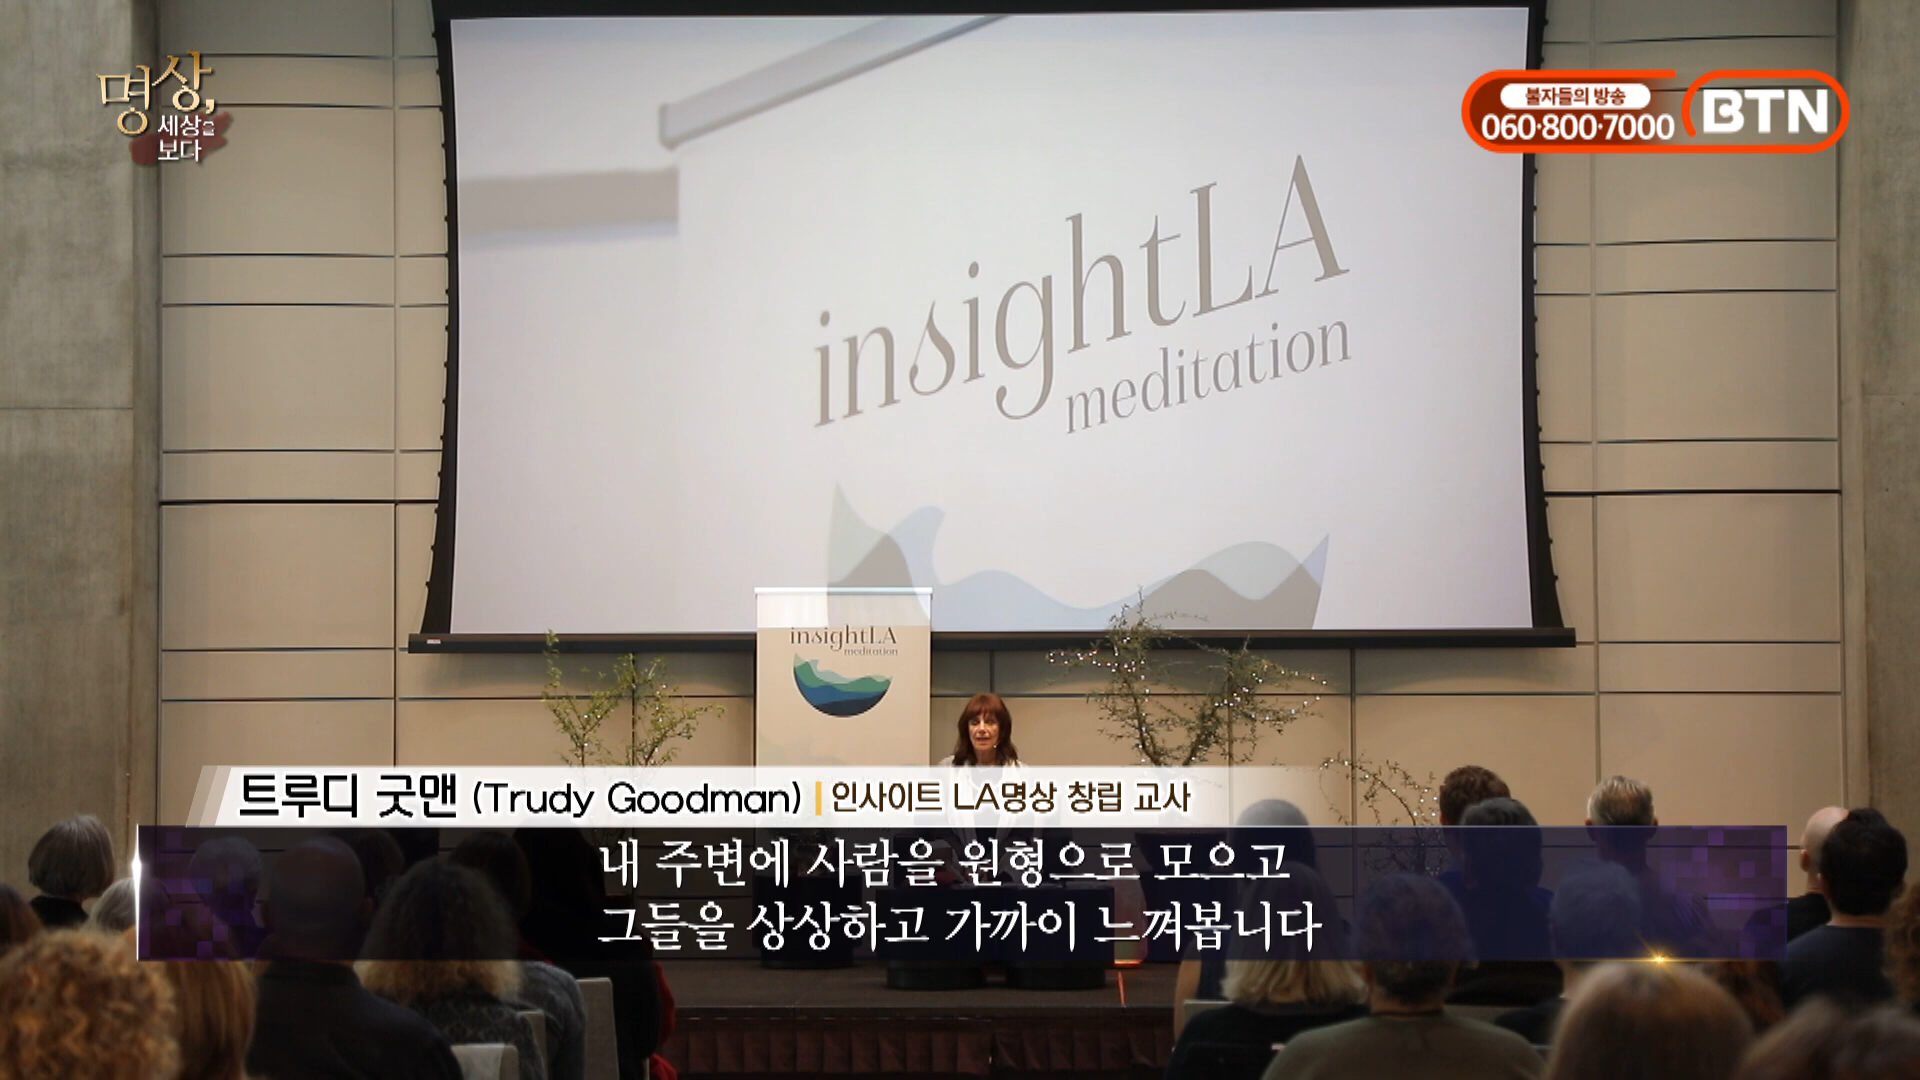 명상,
세상을
보다
불자들의 방송
060·800·7000
BTN
insightLA
meditation
insightLA
meditation
트루디 굿맨 (Trudy Goodman) 인사이트 LA명상 창립 교사
내 주변에 사람을 원형으로 모으고
그들을 상상하고 가까이 느껴봅니다